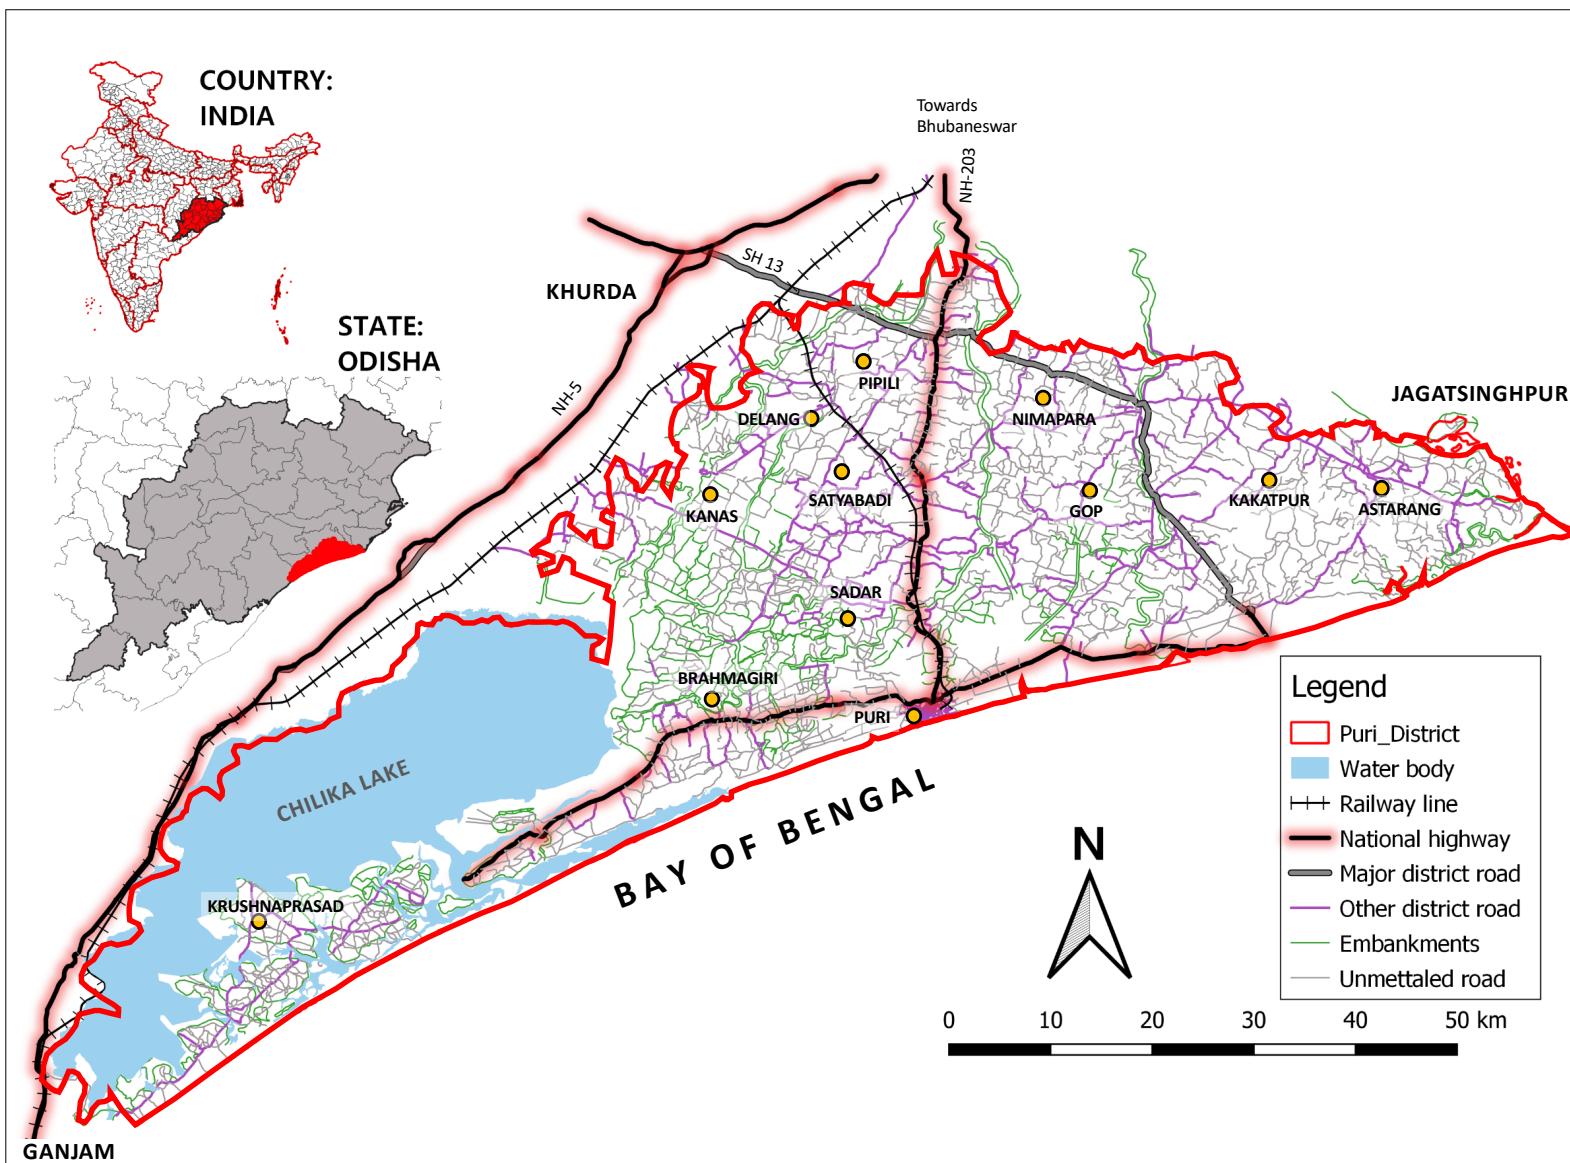 COUNTRY:
INDIA
Towards
Bhubaneswar
NH-203
SH 13
KHURDA
STATE:
ODISHA
NH-5
PIPILI
JAGATSINGHPUR
DELANG
NIMAPARA
SATYABADI
KANAS
GOP
KAKATPUR
ASTARANG
SADAR
BRAHMAGIRI
PURI
CHILIKA LAKE
BAY OF BENGAL
KRUSHNAPRASAD
GANJAM
N
Legend
Puri_District
Water body
Railway line
National highway
Major district road
Other district road
Embankments
Unmettaled road
0 10 20 30 40 50 km